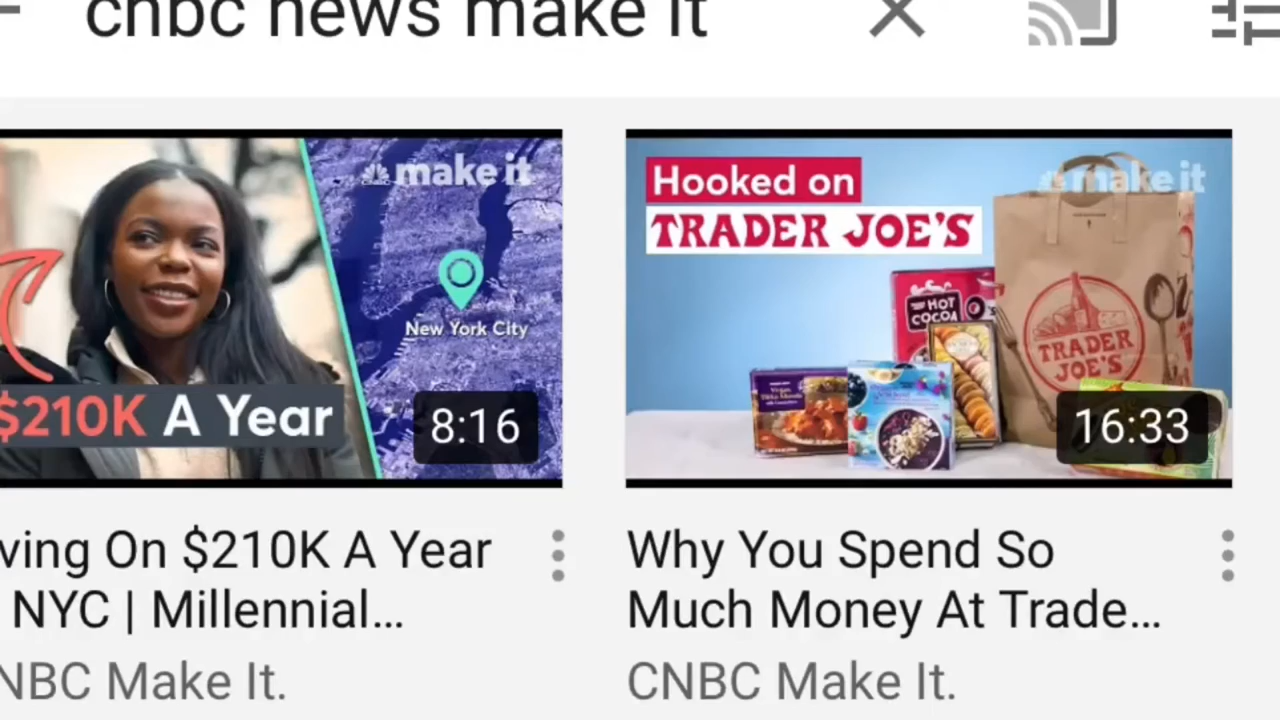 cnbc news make it
make it
New York City
$210K A Year
8:16
ving On $210K A Year
NYC | Millennial...
NBC Make It.
Hooked on
TRADER JOE'S
make it
HOT
COCOA
TRADER
JOE'S
16:33
Why You Spend So
Much Money At Trade...
CNBC Make It.